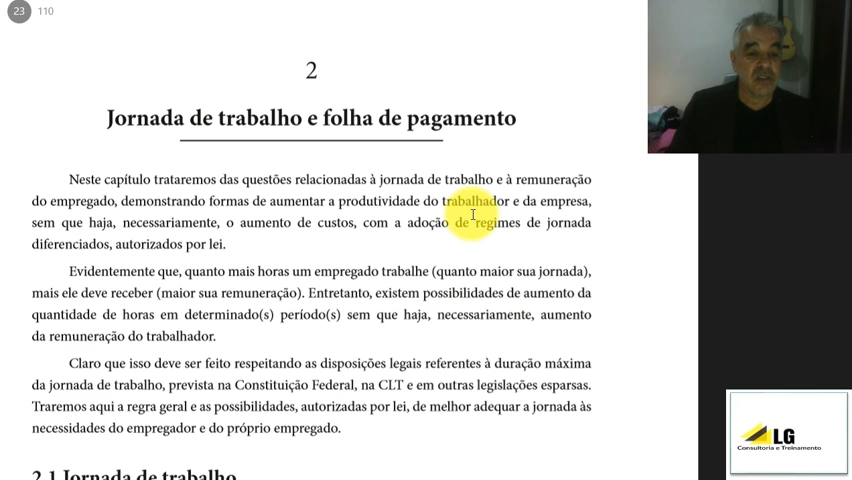 23 110
2
Jornada de trabalho e folha de pagamento
Neste capítulo trataremos das questões relacionadas à jornada de trabalho e à remuneração
do empregado, demonstrando formas de aumentar a produtividade do trabalhador e da empresa,
sem que haja, necessariamente, o aumento de custos, com a adoção de regimes de jornada
diferenciados, autorizados por lei.
Evidentemente que, quanto mais horas um empregado trabalhe (quanto maior sua jornada),
mais ele deve receber (maior sua remuneração). Entretanto, existem possibilidades de aumento da
quantidade de horas em determinado(s) período(s) sem que haja, necessariamente, aumento
da remuneração do trabalhador.
Claro que isso deve ser feito respeitando as disposições legais referentes à duração máxima
da jornada de trabalho, prevista na Constituição Federal, na CLT e em outras legislações esparsas.
Traremos aqui a regra geral e as possibilidades, autorizadas por lei, de melhor adequar a jornada às
necessidades do empregador e do próprio empregado.
2.1 Jornada de trabalho
LG
Consultoria e Treinamento